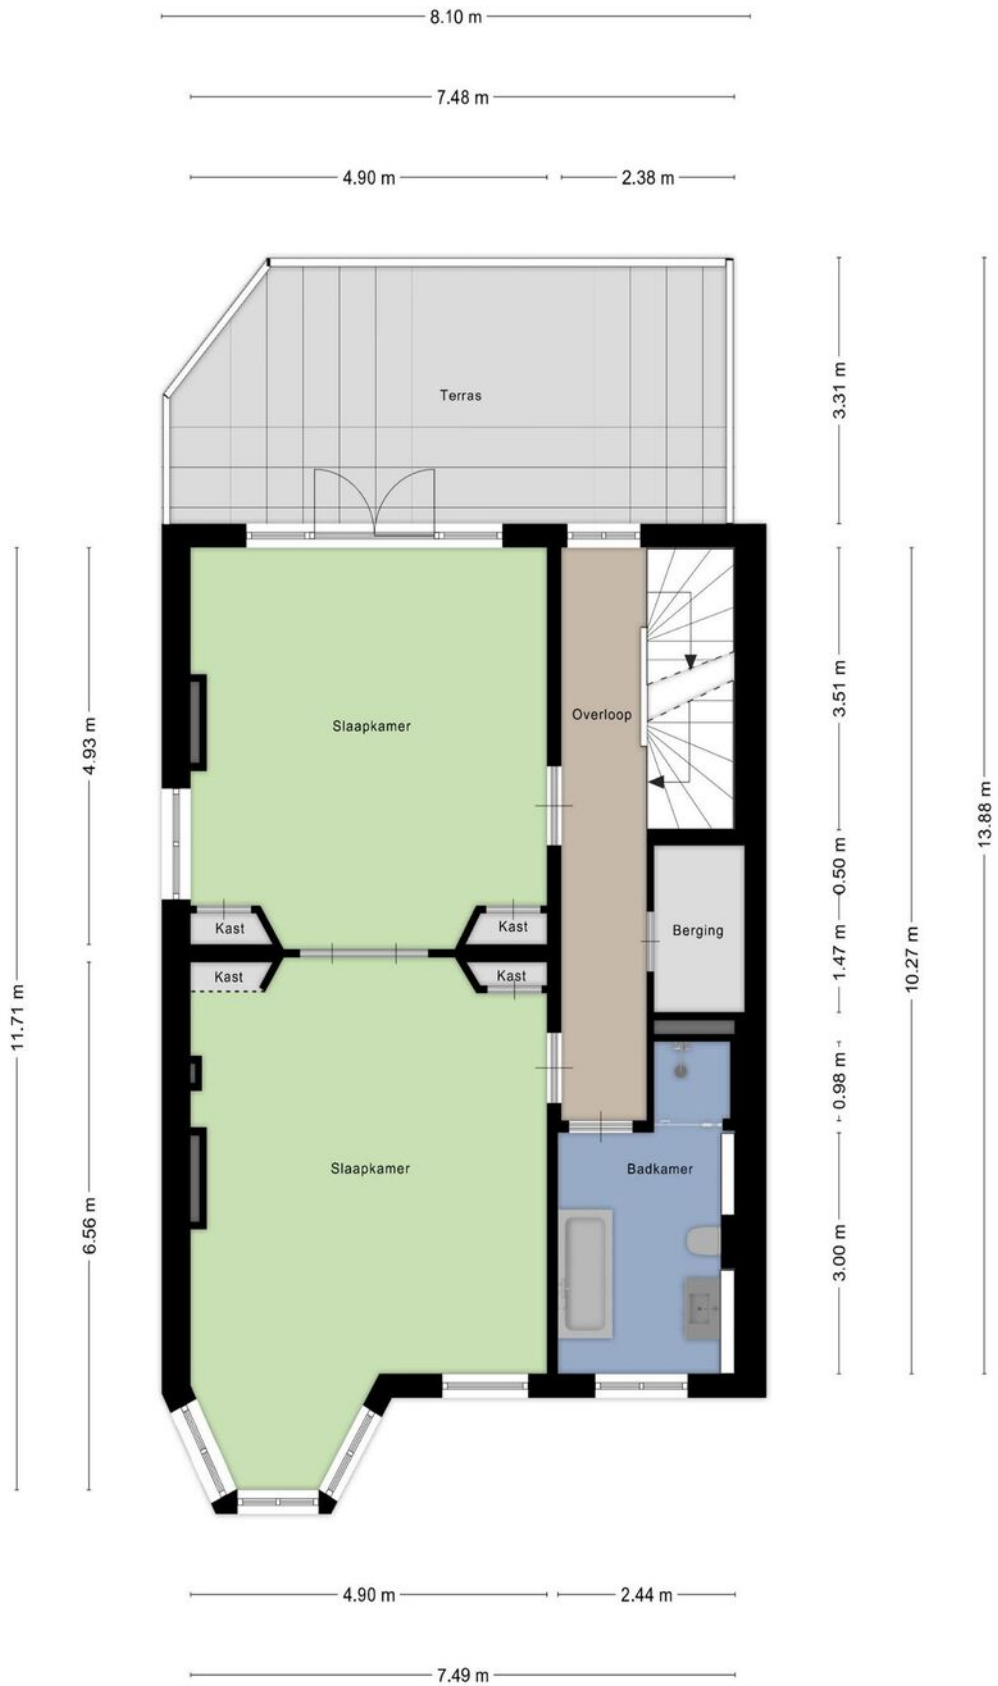 8.10 m
7.48 m
4.90 m
2.38 m
Terras
3.31 m
Slaapkamer
Overloop
3.51 m
4.93 m
13.88 m
0.50 m
Kast
Kast
Berging
1.47 m
10.27 m
Kast
Kast
11.71 m
0.98 m
Slaapkamer
Badkamer
6.56 m
3.00 m
4.90 m
2.44 m
7.49 m